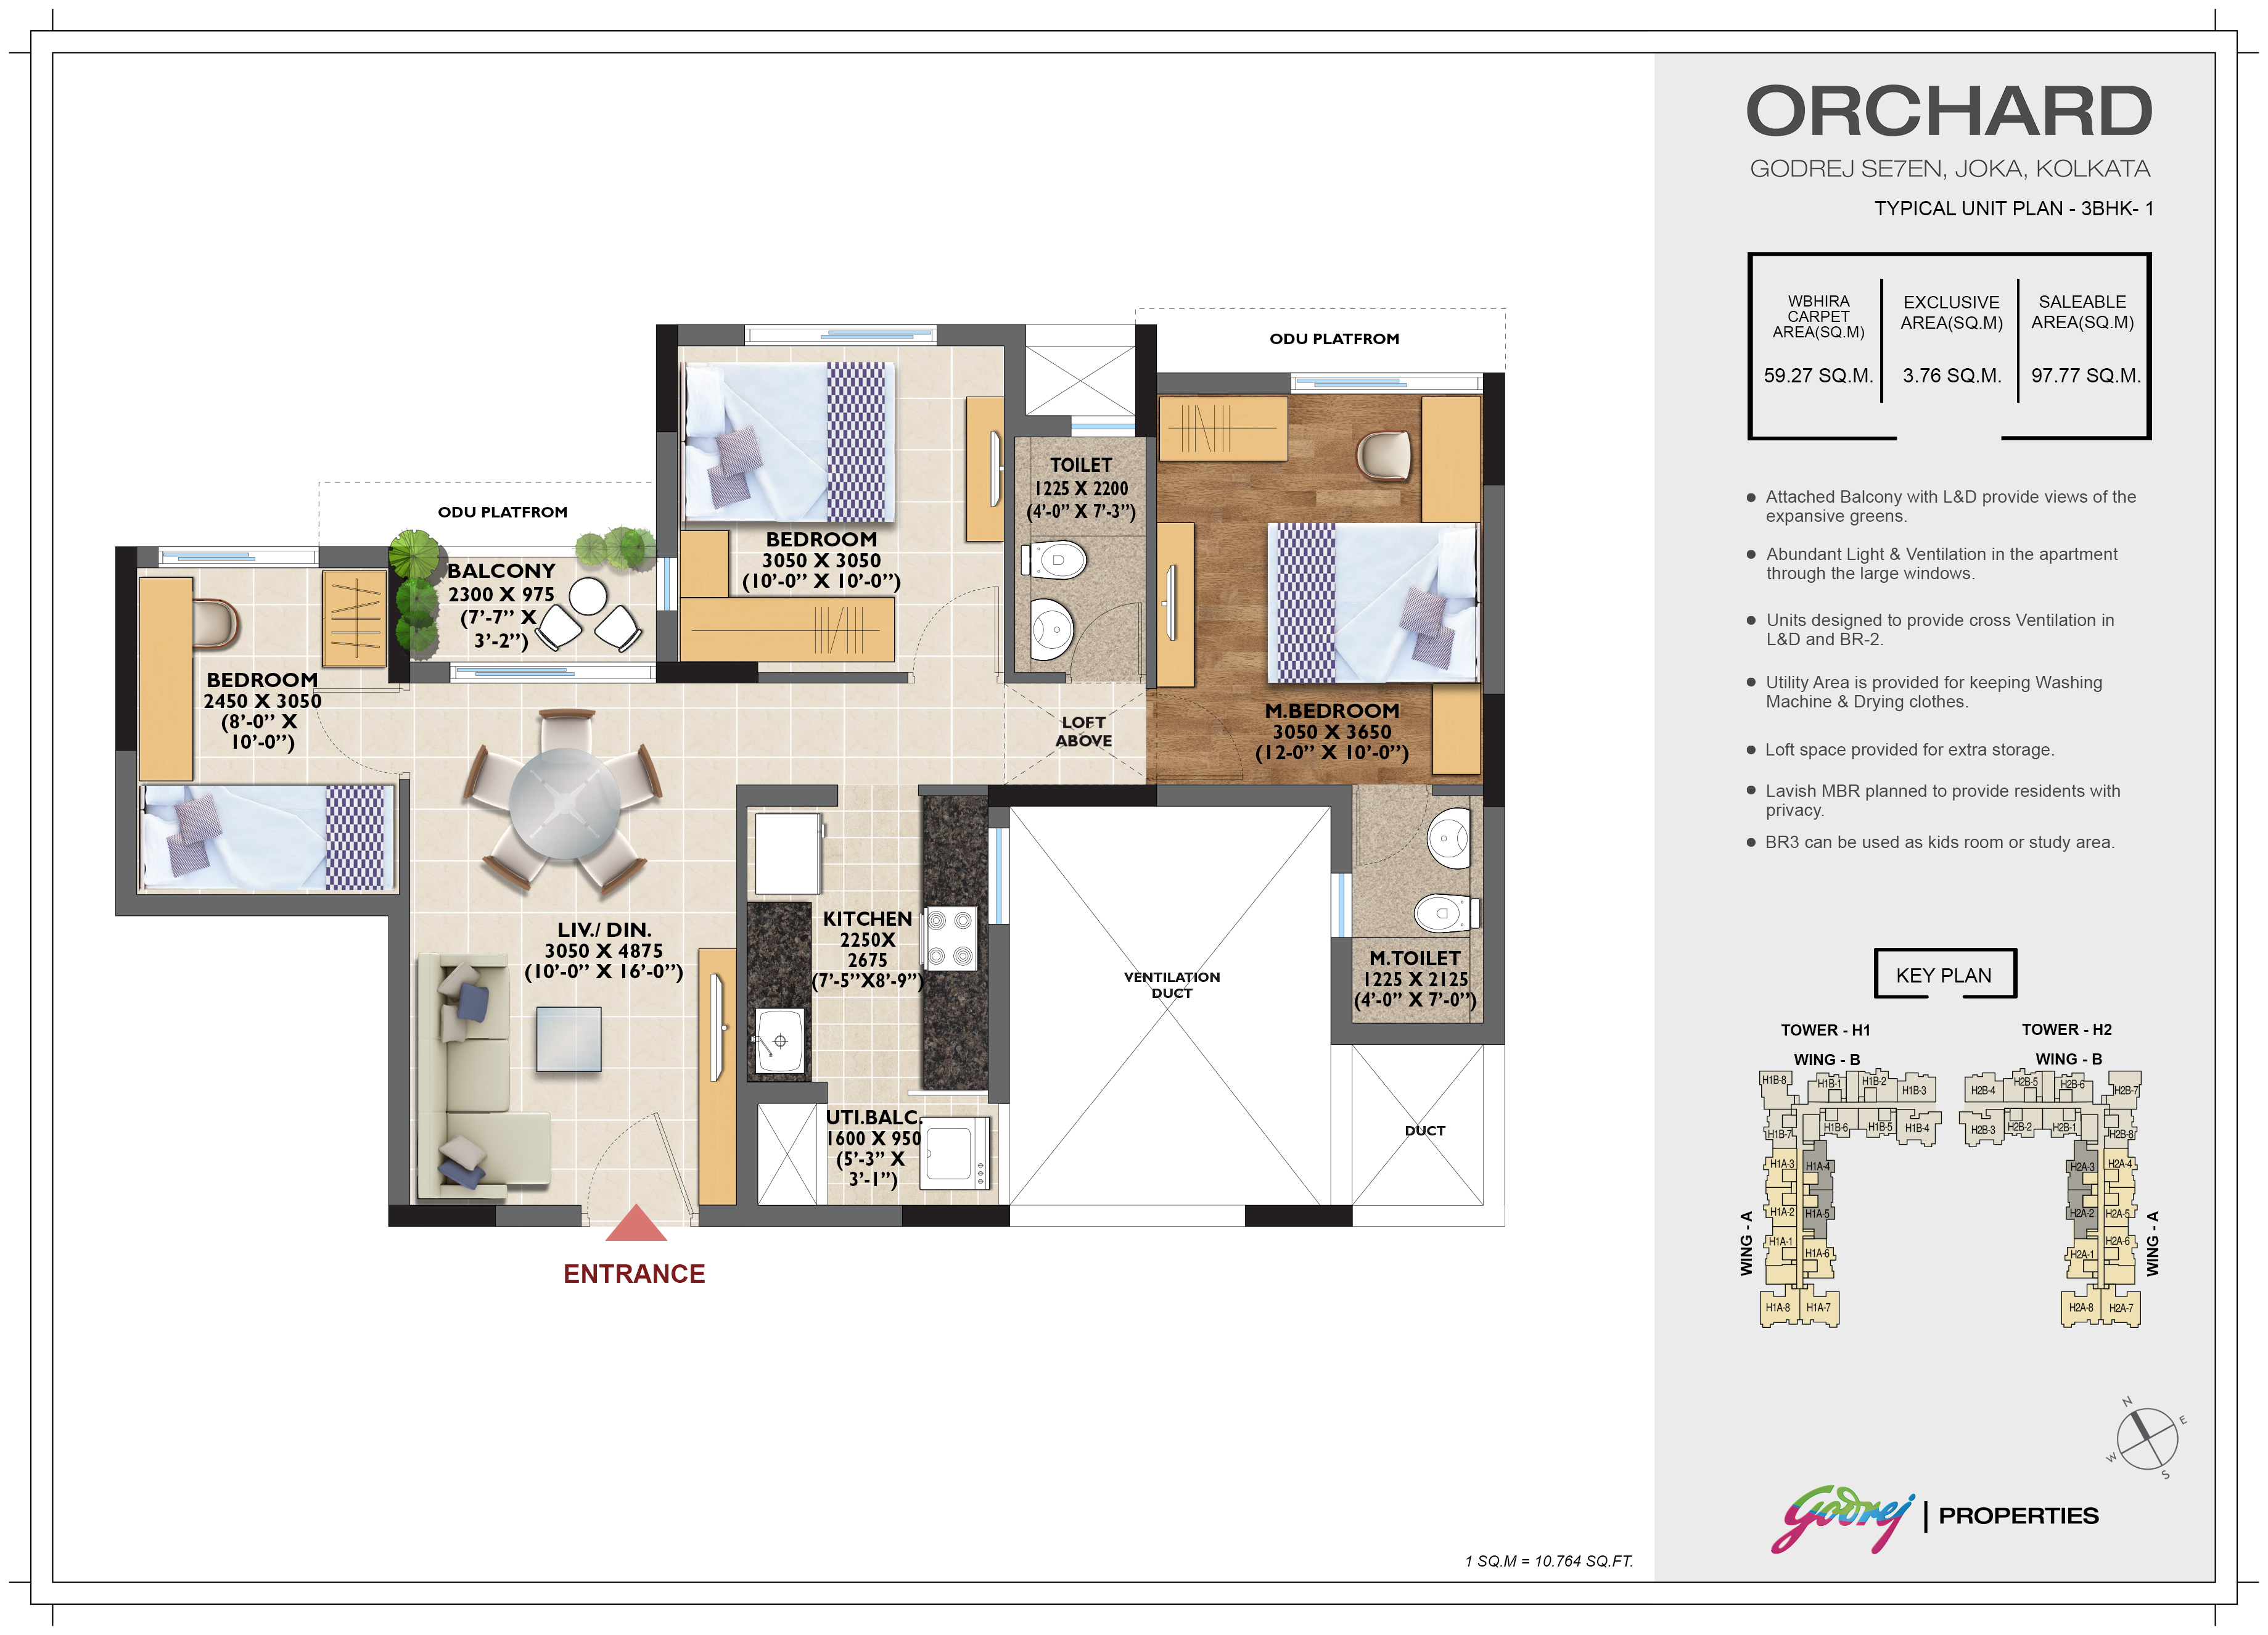 ORCHARD
GODREJ SE7EN, JOKA, KOLKATA
TYPICAL UNIT PLAN - 3BHK- 1
WBHIRA
CARPET
AREA(SQ.M)
59.27 SQ.M.
EXCLUSIVE
AREA(SQ.M)
3.76 SQ.M.
SALEABLE
AREA(SQ.M)
97.77 SQ.M.
Attached Balcony with L&D provide views of the
expansive greens.
Abundant Light & Ventilation in the apartment
through the large windows.
Units designed to provide cross Ventilation in
L&D and BR-2.
Utility Area is provided for keeping Washing
Machine & Drying clothes.
Loft space provided for extra storage.
Lavish MBR planned to provide residents with
privacy.
BR3 can be used as kids room or study area.
KEY PLAN
TOWER - H1
WING - B
H1B-8
H1B-1
H1B-2
H1B-3
H1B-7
H1B-6
H1B-5
H1B-4
H1A-3
H1A-4
H1A-2
H1A-5
H1A-1
H1A-6
H1A-8
H1A-7
WING - A
TOWER - H2
WING - B
H2B-4
H2B-5
H2B-6
H2B-7
H2B-3
H2B-2
H2B-1
H2B-8
H2A-3
H2A-4
H2A-2
H2A-5
H2A-1
H2A-6
H2A-8
H2A-7
WING - A
N
E
W
S
Godrej
PROPERTIES
ODU PLATFROM
ODU PLATFROM
TOILET
1225 X 2200
(4'-0" X 7'-3")
BEDROOM
3050 X 3050
(10'-0" X 10'-0")
BALCONY
2300 X 975
(7'-7" X
3'-2")
BEDROOM
2450 X 3050
(8'-0" X
10'-0")
LOFT
ABOVE
M.BEDROOM
3050 X 3650
(12-0" X 10'-0")
LIV./ DIN.
3050 X 4875
(10'-0" X 16'-0")
KITCHEN
2250X
2675
(7'-5"X8'-9")
VENTILATION
DUCT
M.TOILET
1225 X 2125
(4'-0" X 7'-0")
UTI.BALC.
1600 X 950
(5'-3" X
3'-1")
DUCT
ENTRANCE
1 SQ.M = 10.764 SQ.FT.